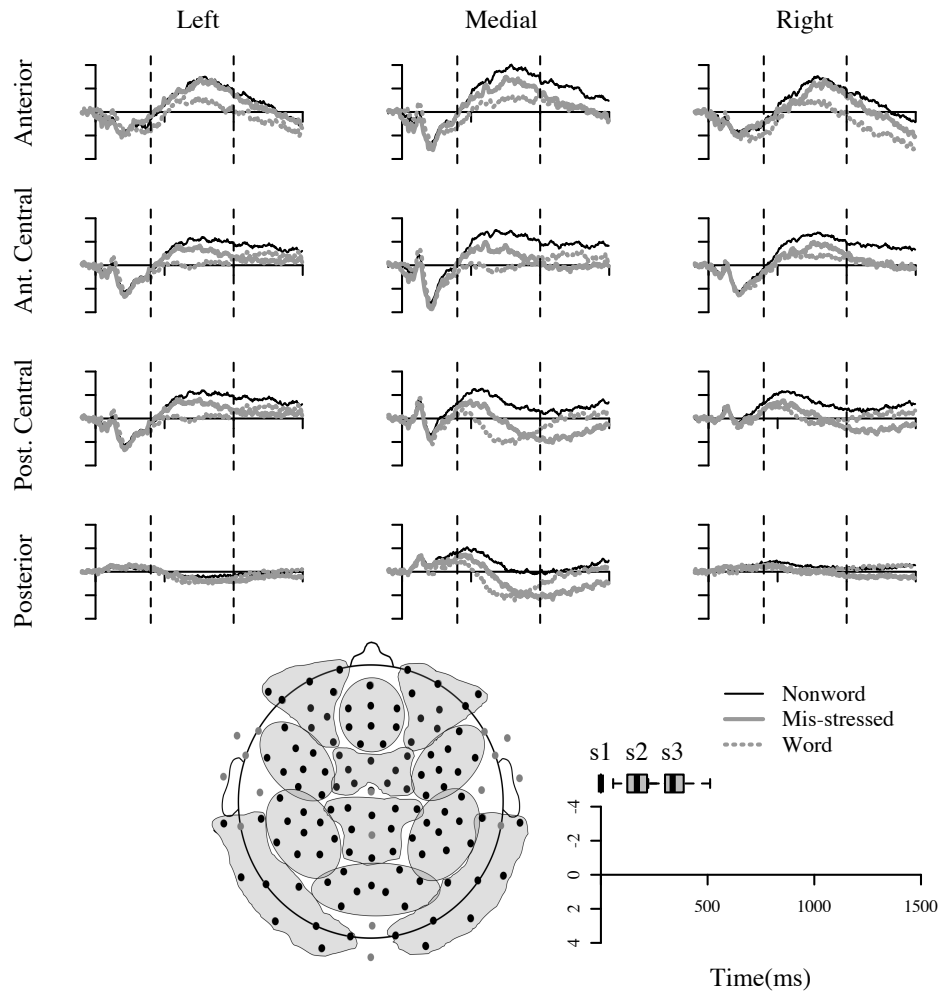 Left Medial Right
Anterior
Ant. Central
Post. Central
Posterior
Nonword
Mis-stressed
Word
s1 s2 s3
-4
-2
0
2
4
500 1000 1500
Time(ms)